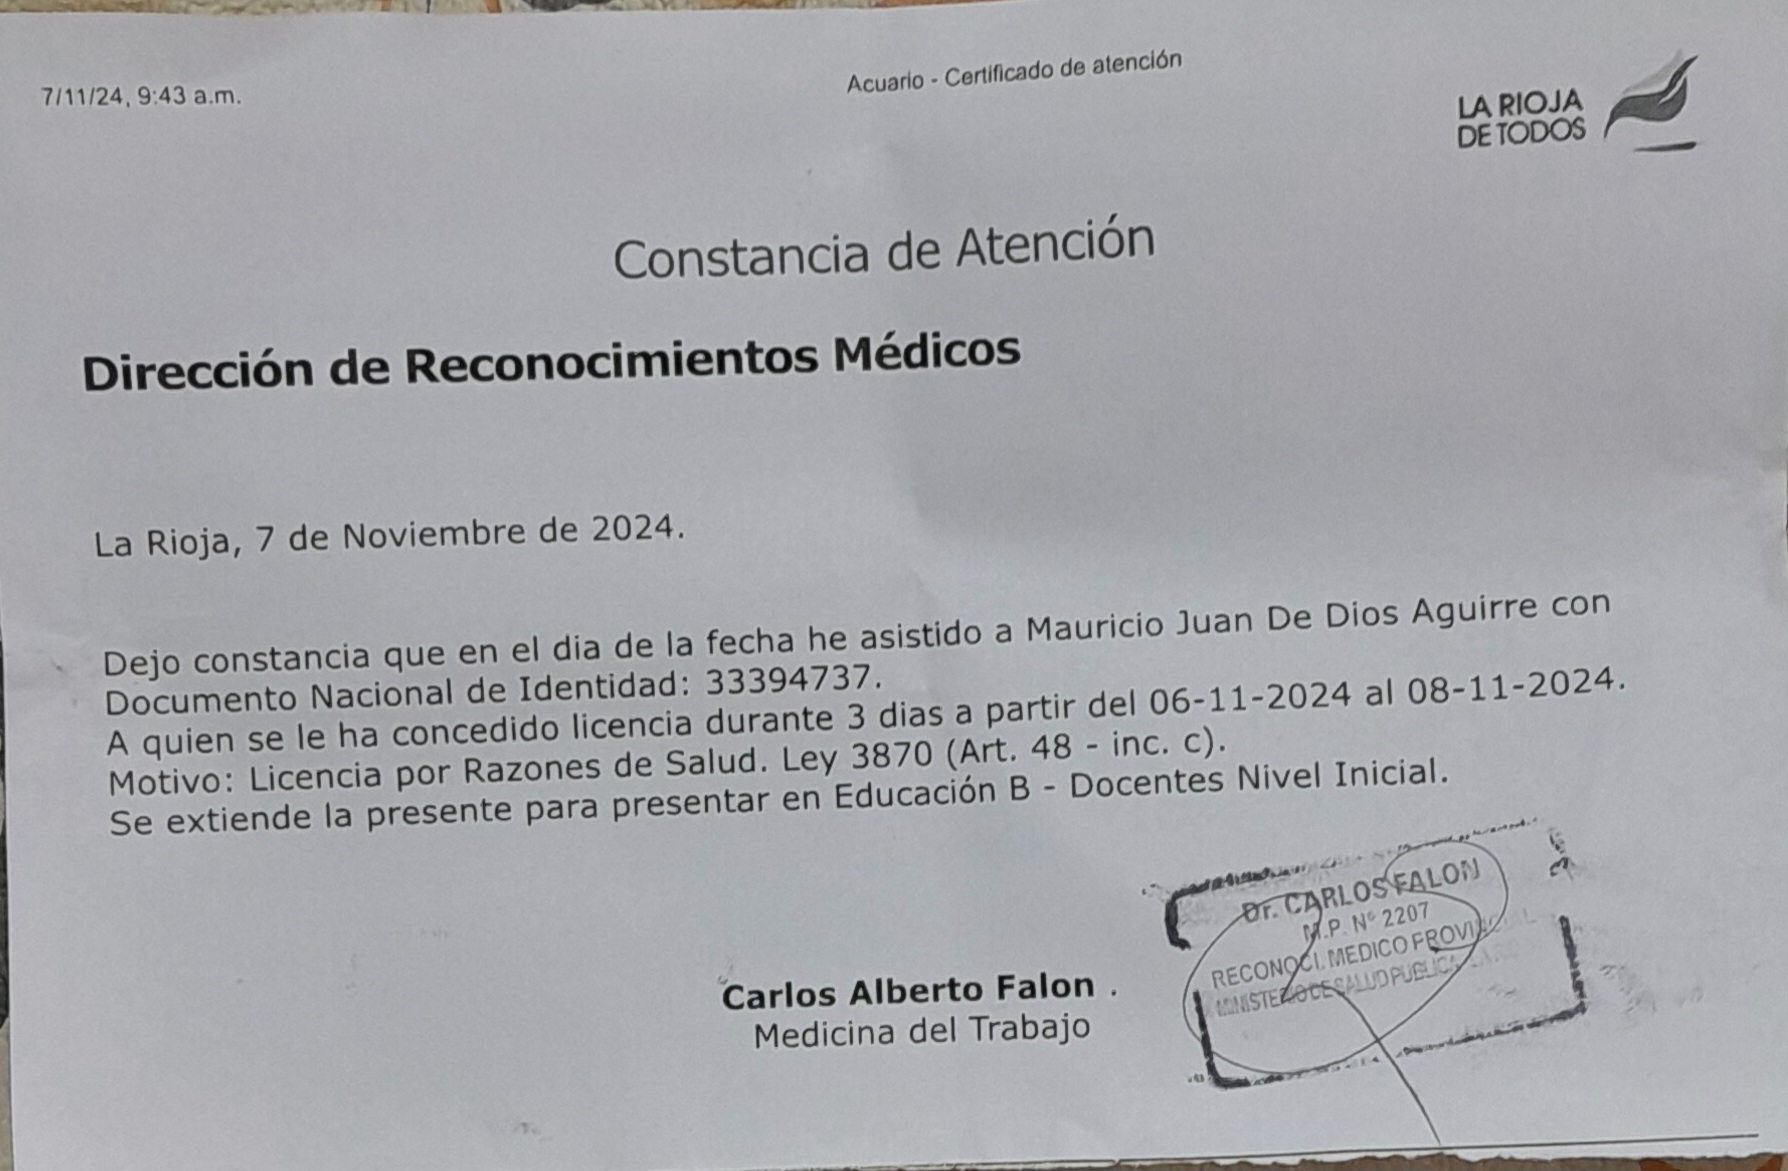 7/11/24, 9:43 a.m.
Acuario - Certificado de atención
LA RIOJA
DE TODOS
Constancia de Atención
Dirección de Reconocimientos Médicos
La Rioja, 7 de Noviembre de 2024.
Dejo constancia que en el dia de la fecha he asistido a Mauricio Juan De Dios Aguirre con
Documento Nacional de Identidad: 33394737.
A quien se le ha concedido licencia durante 3 dias a partir del 06-11-2024 al 08-11-2024.
Motivo: Licencia por Razones de Salud. Ley 3870 (Art. 48 - inc. c).
Se extiende la presente para presentar en Educación B - Docentes Nivel Inicial.
Carlos Alberto Falon .
Medicina del Trabajo
Dr. CARLOS FALON
M.P. N° 2207
RECONOCI. MEDICO
MINISTERIO DE SALUD PUBLICA